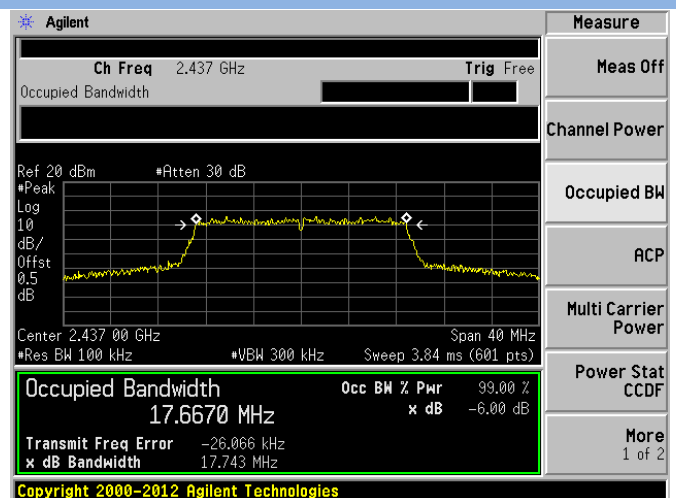 Agilent
Measure
Ch Freq 2.437 GHz Trig Free
Occupied Bandwidth
Meas Off
Channel Power
Ref 20 dBm #Atten 30 dB
#Peak
Log
10
dB/
Offst
0.5
dB
Occupied BW
ACP
Center 2.437 00 GHz Span 40 MHz
#Res BW 100 kHz #VBW 300 kHz Sweep 3.84 ms (601 pts)
Multi Carrier
Power
Occupied Bandwidth Occ BW % Pwr 99.00 %
17.6670 MHz x dB -6.00 dB
Transmit Freq Error -26.066 kHz
x dB Bandwidth 17.743 MHz
Power Stat
CCDF
More
1 of 2
Copyright 2000-2012 Agilent Technologies